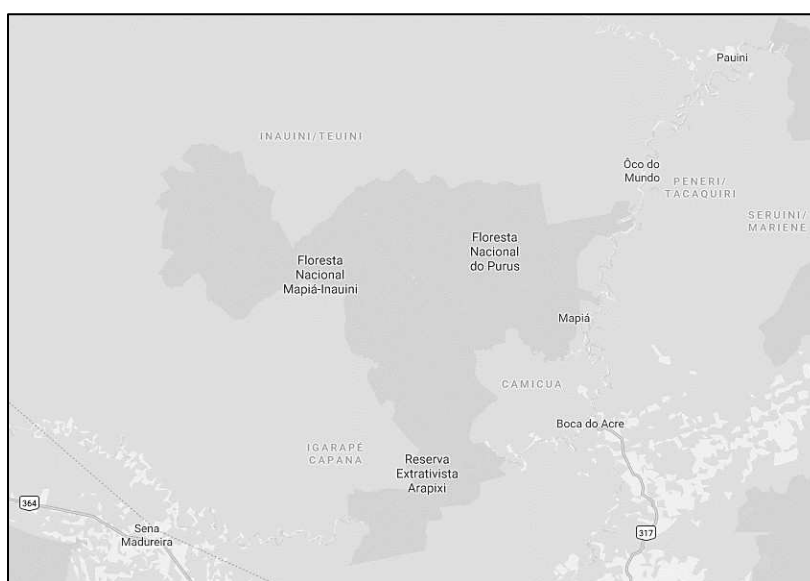 Pauini
INAUINI/TEUINI
Ôco do
Mundo
PENERI/
TACAQUIRI
SERUINI/
MARIENE
Floresta
Nacional
do Purus
Floresta
Nacional
Mapiá-Inauini
Mapiá
CAMICUA
Boca do Acre
IGARAPÉ
CAPANA
Reserva
Extrativista
Arapixi
364
Sena
Madureira
317